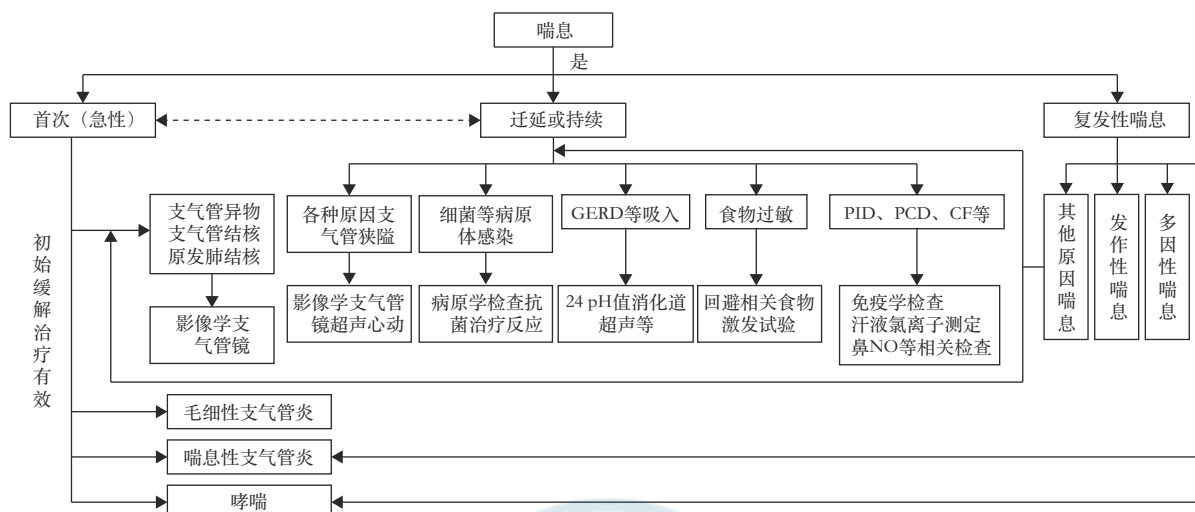 喘息
是
首次（急性）
迁延或持续
复发性喘息
初始缓解治疗有效
支气管异物
支气管结核
原发肺结核
影像学支
气管镜
各种原因支
气管狭隘
影像学支气管
镜超声心动
细菌等病原
体感染
病原学检查抗
菌治疗反应
GERD等吸入
24 pH值消化道
超声等
食物过敏
回避相关食物
激发试验
PID、PCD、CF等
免疫学检查
汗液氯离子测定
鼻NO等相关检查
其他原因喘息
发作性喘息
多因性喘息
毛细性支气管炎
喘息性支气管炎
哮喘